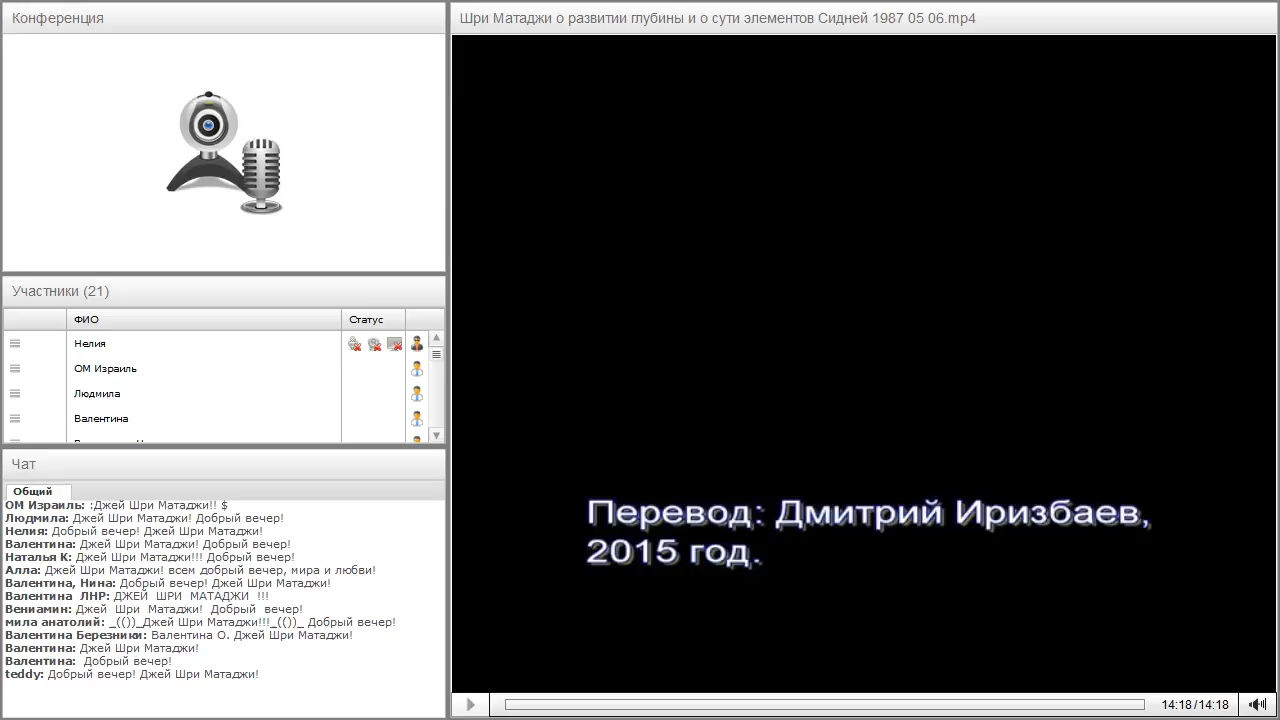 Конференция
Участники (21)
ФИО Статус
Нелия
ОМ Израиль
Людмила
Валентина
Чат
Общий
ОМ Израиль: :Джей Шри Матаджи!! $
Людмила: Джей Шри Матаджи! Добрый вечер!
Нелия: Добрый вечер! Джей Шри Матаджи!
Валентина: Джей Шри Матаджи! Добрый вечер!
Наталья К: Джей Шри Матаджи!!! Добрый вечер!
Алла: Джей Шри Матаджи! всем добрый вечер, мира и любви!
Валентина, Нина: Добрый вечер! Джей Шри Матаджи!
Валентина ЛНР: ДЖЕЙ ШРИ МАТАДЖИ !!!
Вениамин: Джей Шри Матаджи! Добрый вечер!
мила анатолий: _(())_Джей Шри Матаджи!!!_(())_ Добрый вечер!
Валентина Березники: Валентина О. Джей Шри Матаджи!
Валентина: Джей Шри Матаджи!
Валентина: Добрый вечер!
teddy: Добрый вечер! Джей Шри Матаджи!
Шри Матаджи о развитии глубины и о сути элементов Сидней 1987 05 06.mp4
Перевод: Дмитрий Иризбаев,
2015 год.
14:18/14:18